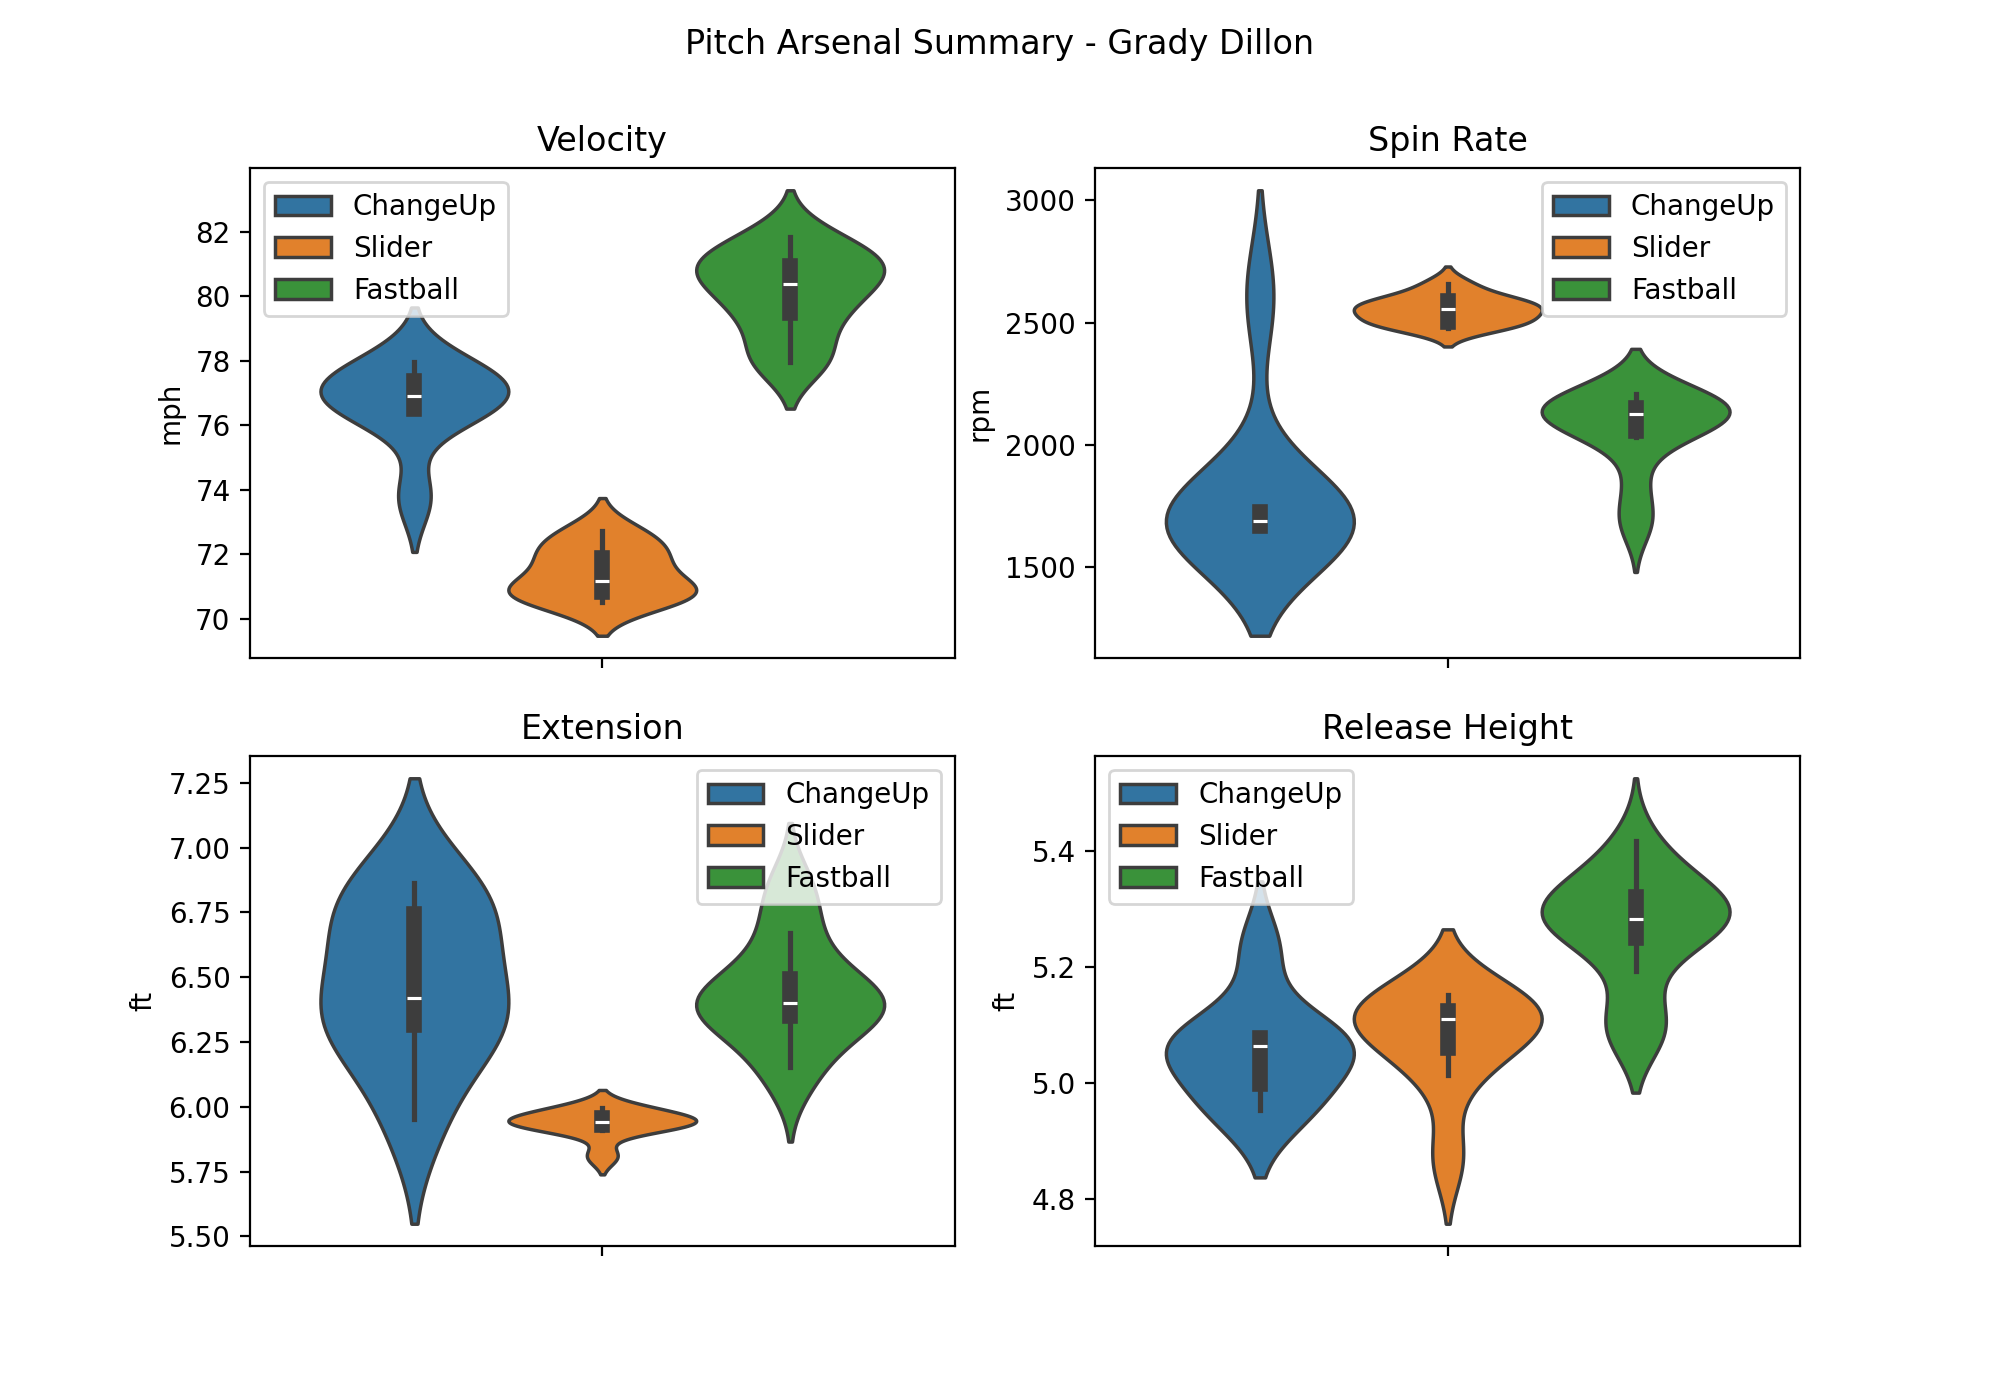 Pitch Arsenal Summary - Grady Dillon
Velocity
mph
82
80
78
76
74
72
70
ChangeUp
Slider
Fastball
Spin Rate
rpm
3000
2500
2000
1500
ChangeUp
Slider
Fastball
Extension
ft
7.25
7.00
6.75
6.50
6.25
6.00
5.75
5.50
ChangeUp
Slider
Fastball
Release Height
ft
5.4
5.2
5.0
4.8
ChangeUp
Slider
Fastball